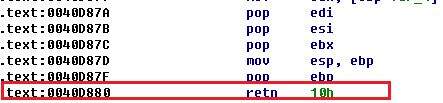 .text:0040D87A pop edi
.text:0040D87B pop esi
.text:0040D87C pop ebx
.text:0040D87D mov esp, ebp
.text:0040D87F pop ebp
.text:0040D880 retn 10h